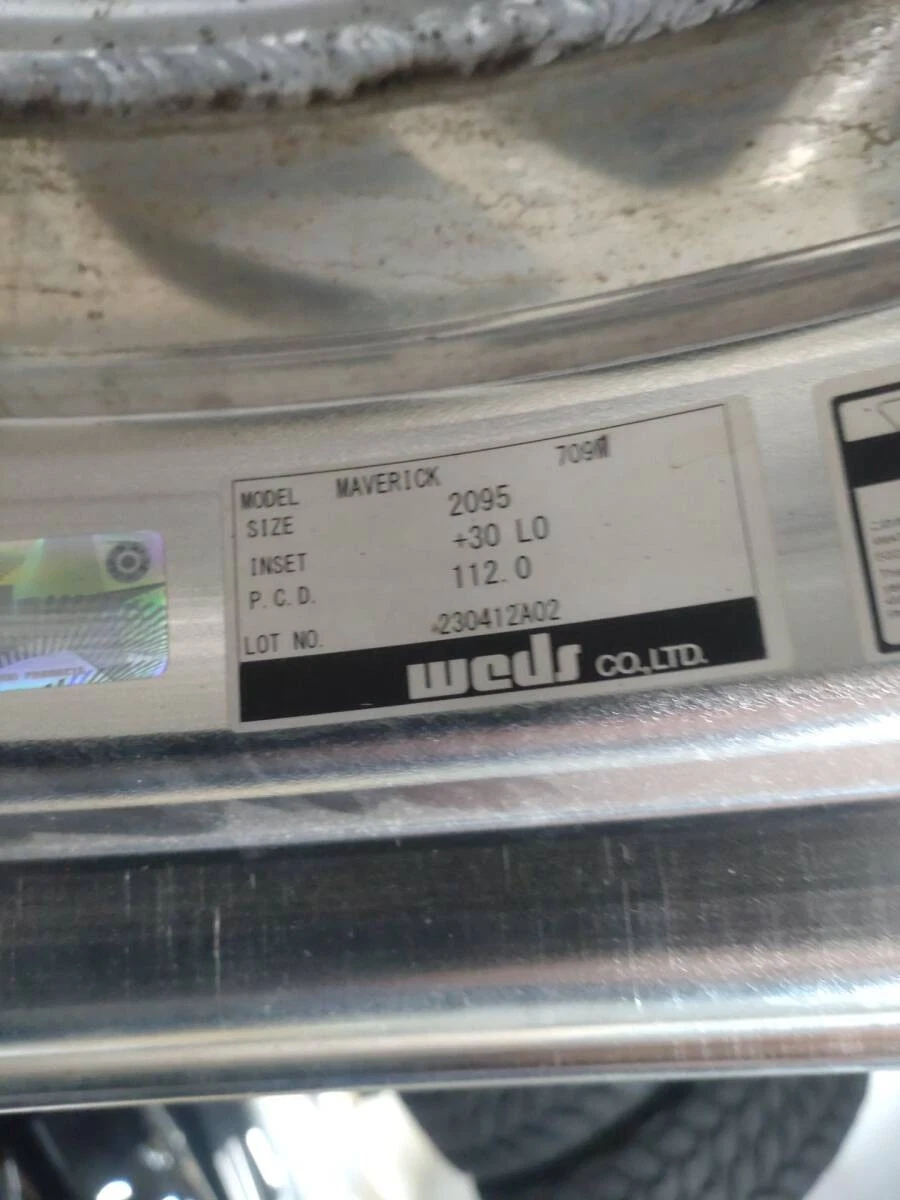 MODEL MAVERICK 709M
SIZE 2095
INSET +30 LO
P.C.D. 112.0
LOT NO. 230412A02
weds CO.,LTD.